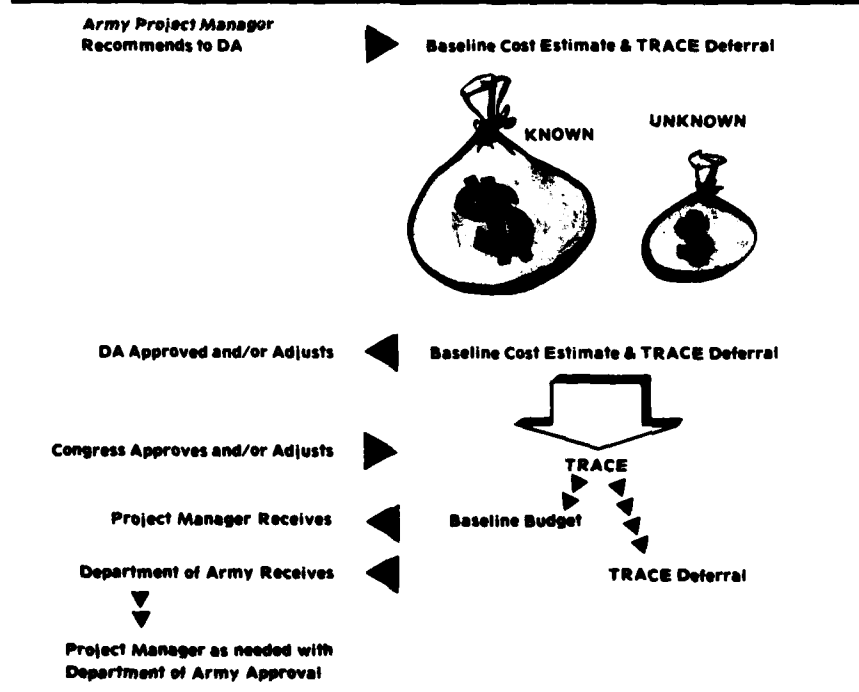 Army Project Manager
Recommends to DA
Baseline Cost Estimate & TRACE Deferral
KNOWN
UNKNOWN
$
$
DA Approved and/or Adjusts
Baseline Cost Estimate & TRACE Deferral
Congress Approves and/or Adjusts
TRACE
Project Manager Receives
Baseline Budget
Department of Army Receives
TRACE Deferral
Project Manager as needed with
Department of Army Approval